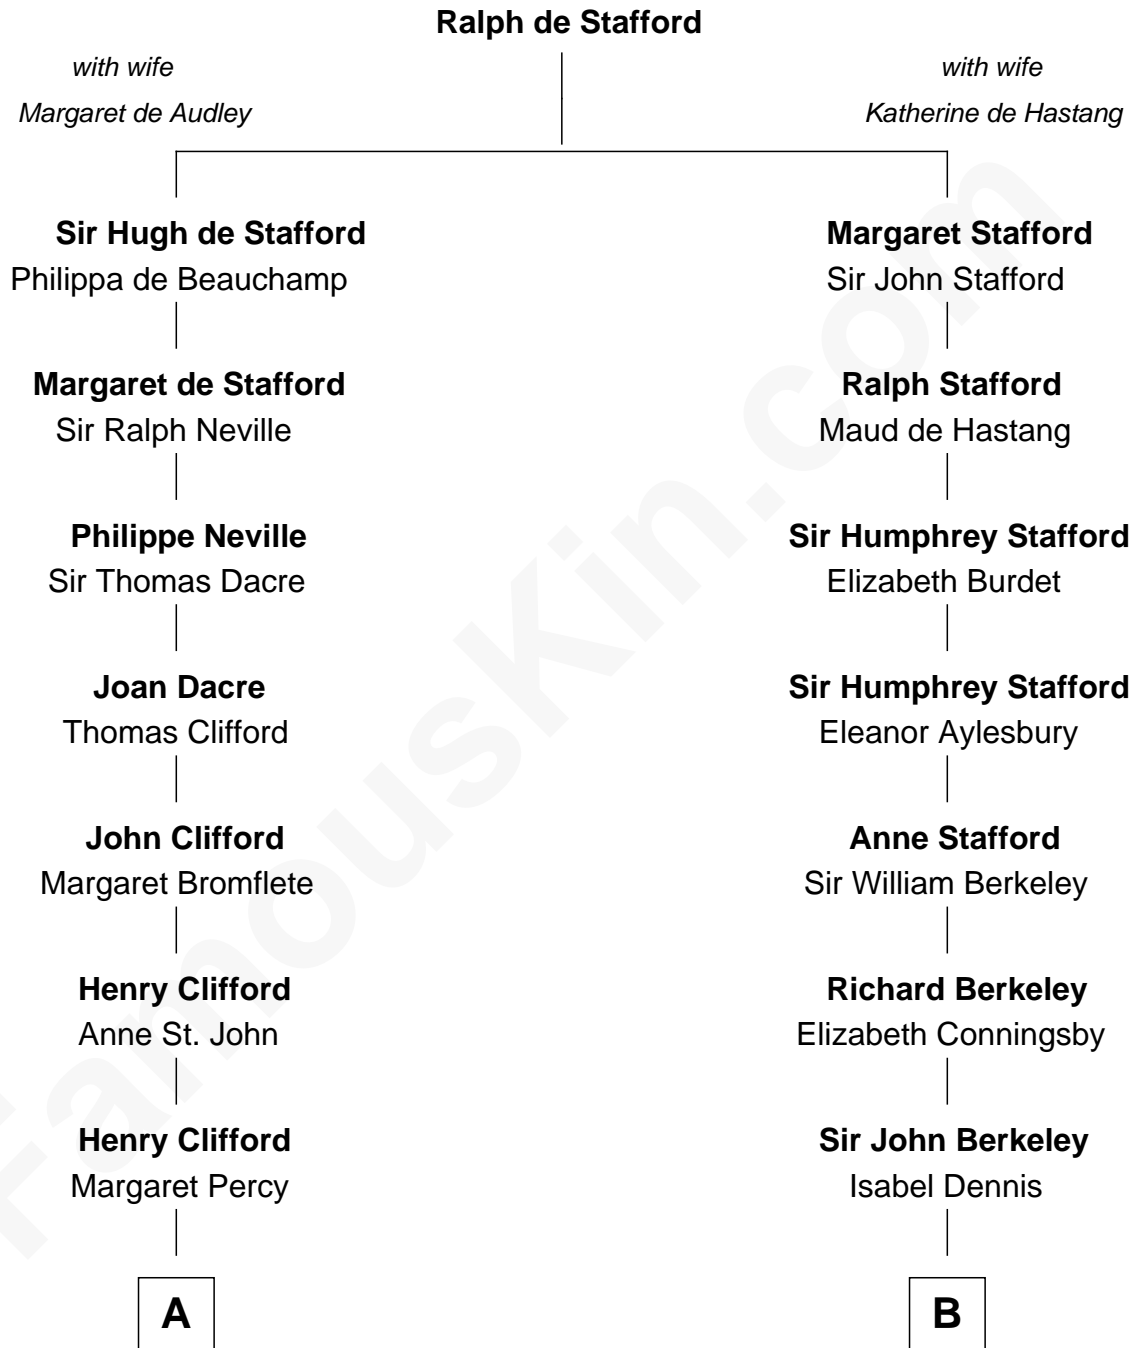 Ralph de Stafford
with wife
Margaret de Audley
with wife
Katherine de Hastang
Sir Hugh de Stafford
Philippa de Beauchamp
Margaret Stafford
Sir John Stafford
Margaret de Stafford
Sir Ralph Neville
Ralph Stafford
Maud de Hastang
Philippe Neville
Sir Thomas Dacre
Sir Humphrey Stafford
Elizabeth Burdet
Joan Dacre
Thomas Clifford
Sir Humphrey Stafford
Eleanor Aylesbury
John Clifford
Margaret Bromflete
Anne Stafford
Sir William Berkeley
Henry Clifford
Anne St. John
Richard Berkeley
Elizabeth Conningsby
Henry Clifford
Margaret Percy
Sir John Berkeley
Isabel Dennis
A
B
FamousKin.com